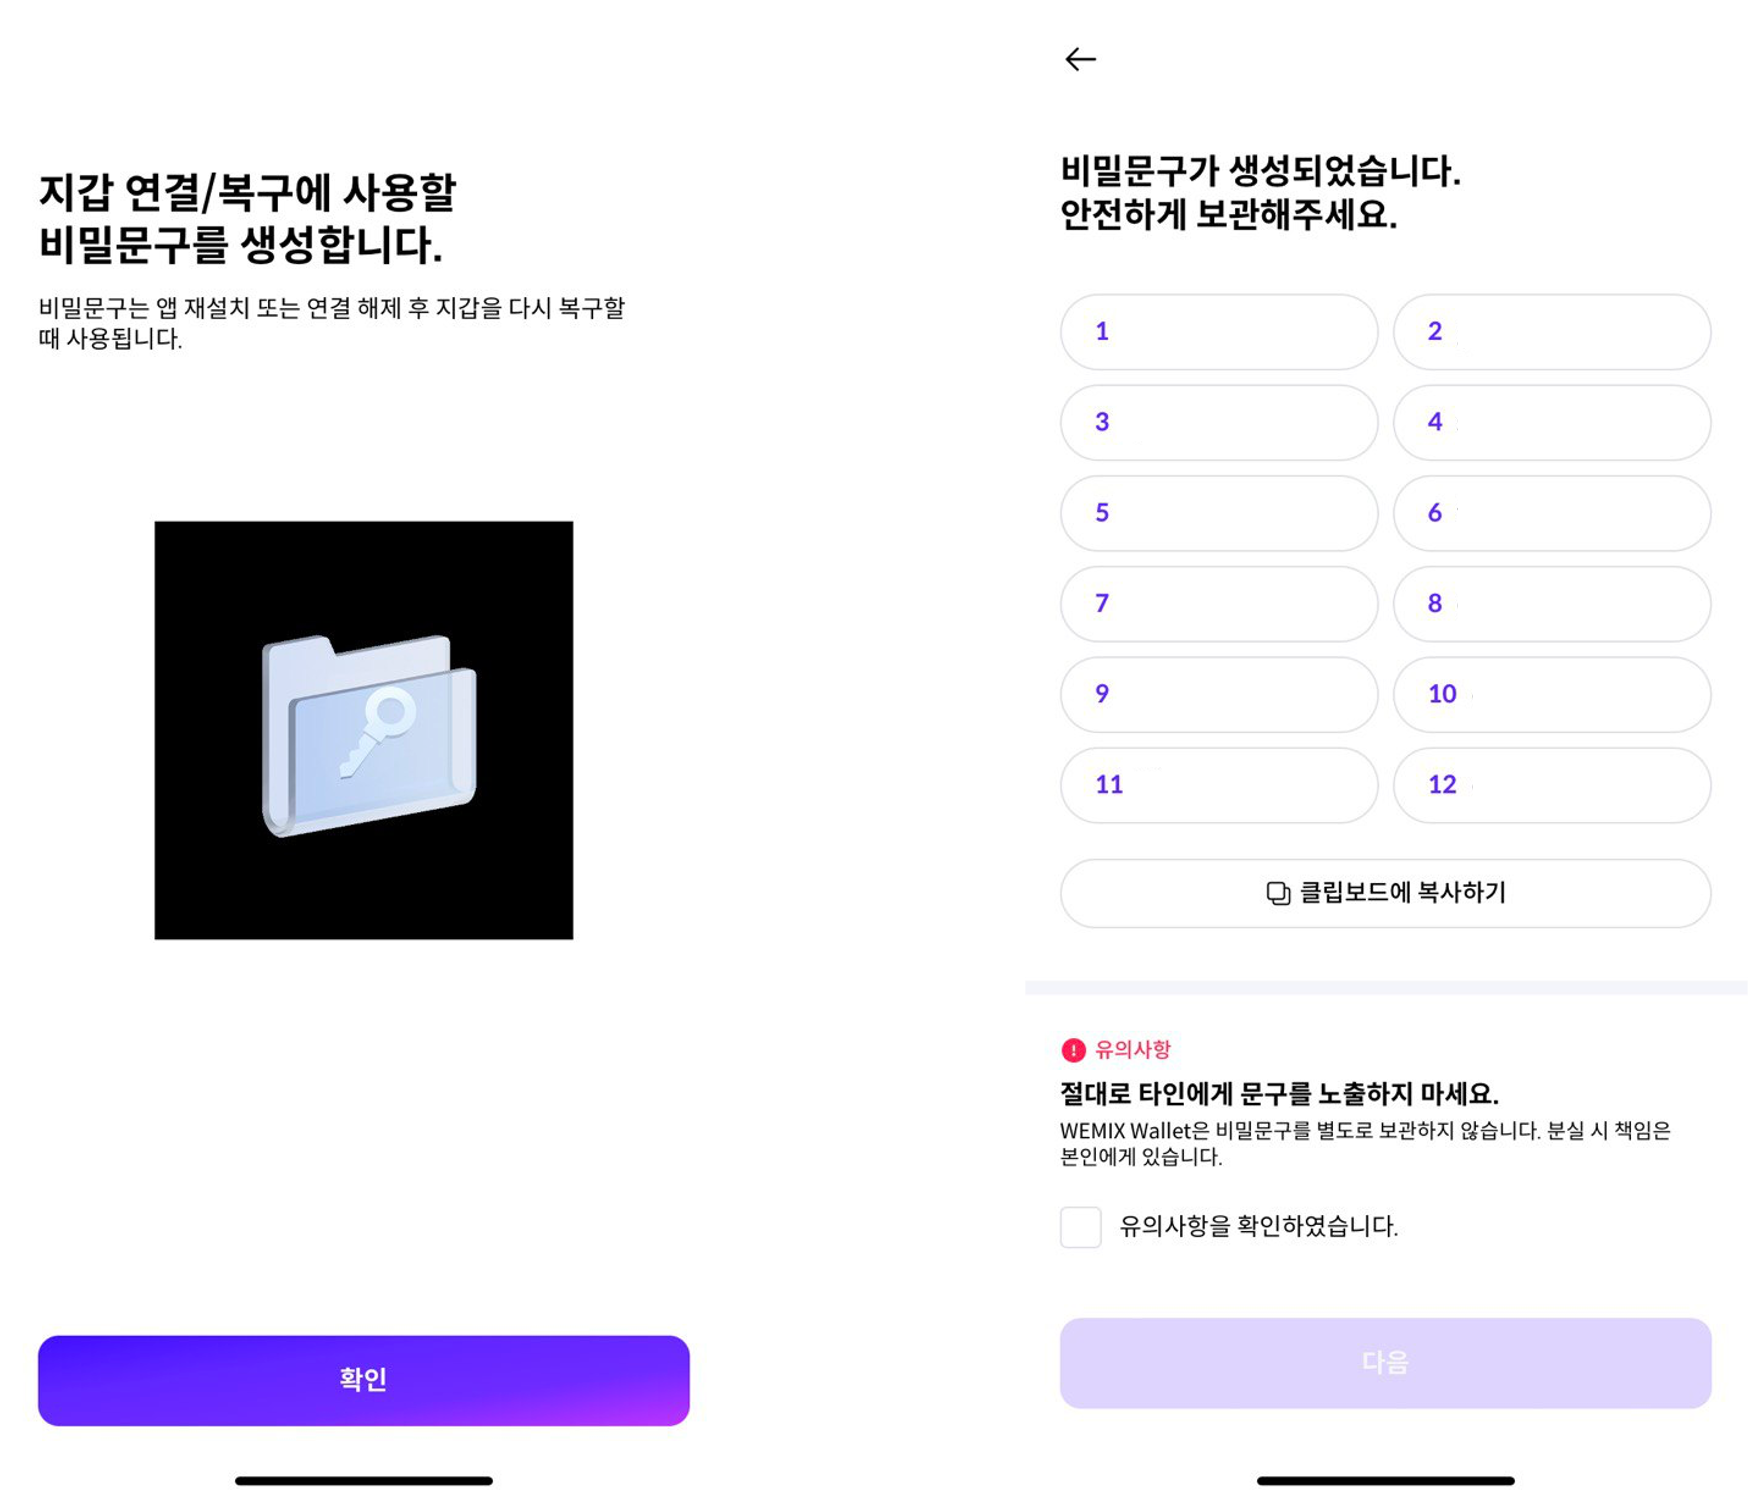 지갑 연결/복구에 사용할
비밀문구를 생성합니다.
비밀문구는 앱 재설치 또는 연결 해제 후 지갑을 다시 복구할
때 사용됩니다.
확인
비밀문구가 생성되었습니다.
안전하게 보관해주세요.
1
2
3
4
5
6
7
8
9
10
11
12
클립보드에 복사하기
유의사항
절대로 타인에게 문구를 노출하지 마세요.
WEMIX Wallet은 비밀문구를 별도로 보관하지 않습니다. 분실 시 책임은
본인에게 있습니다.
유의사항을 확인하였습니다.
다음